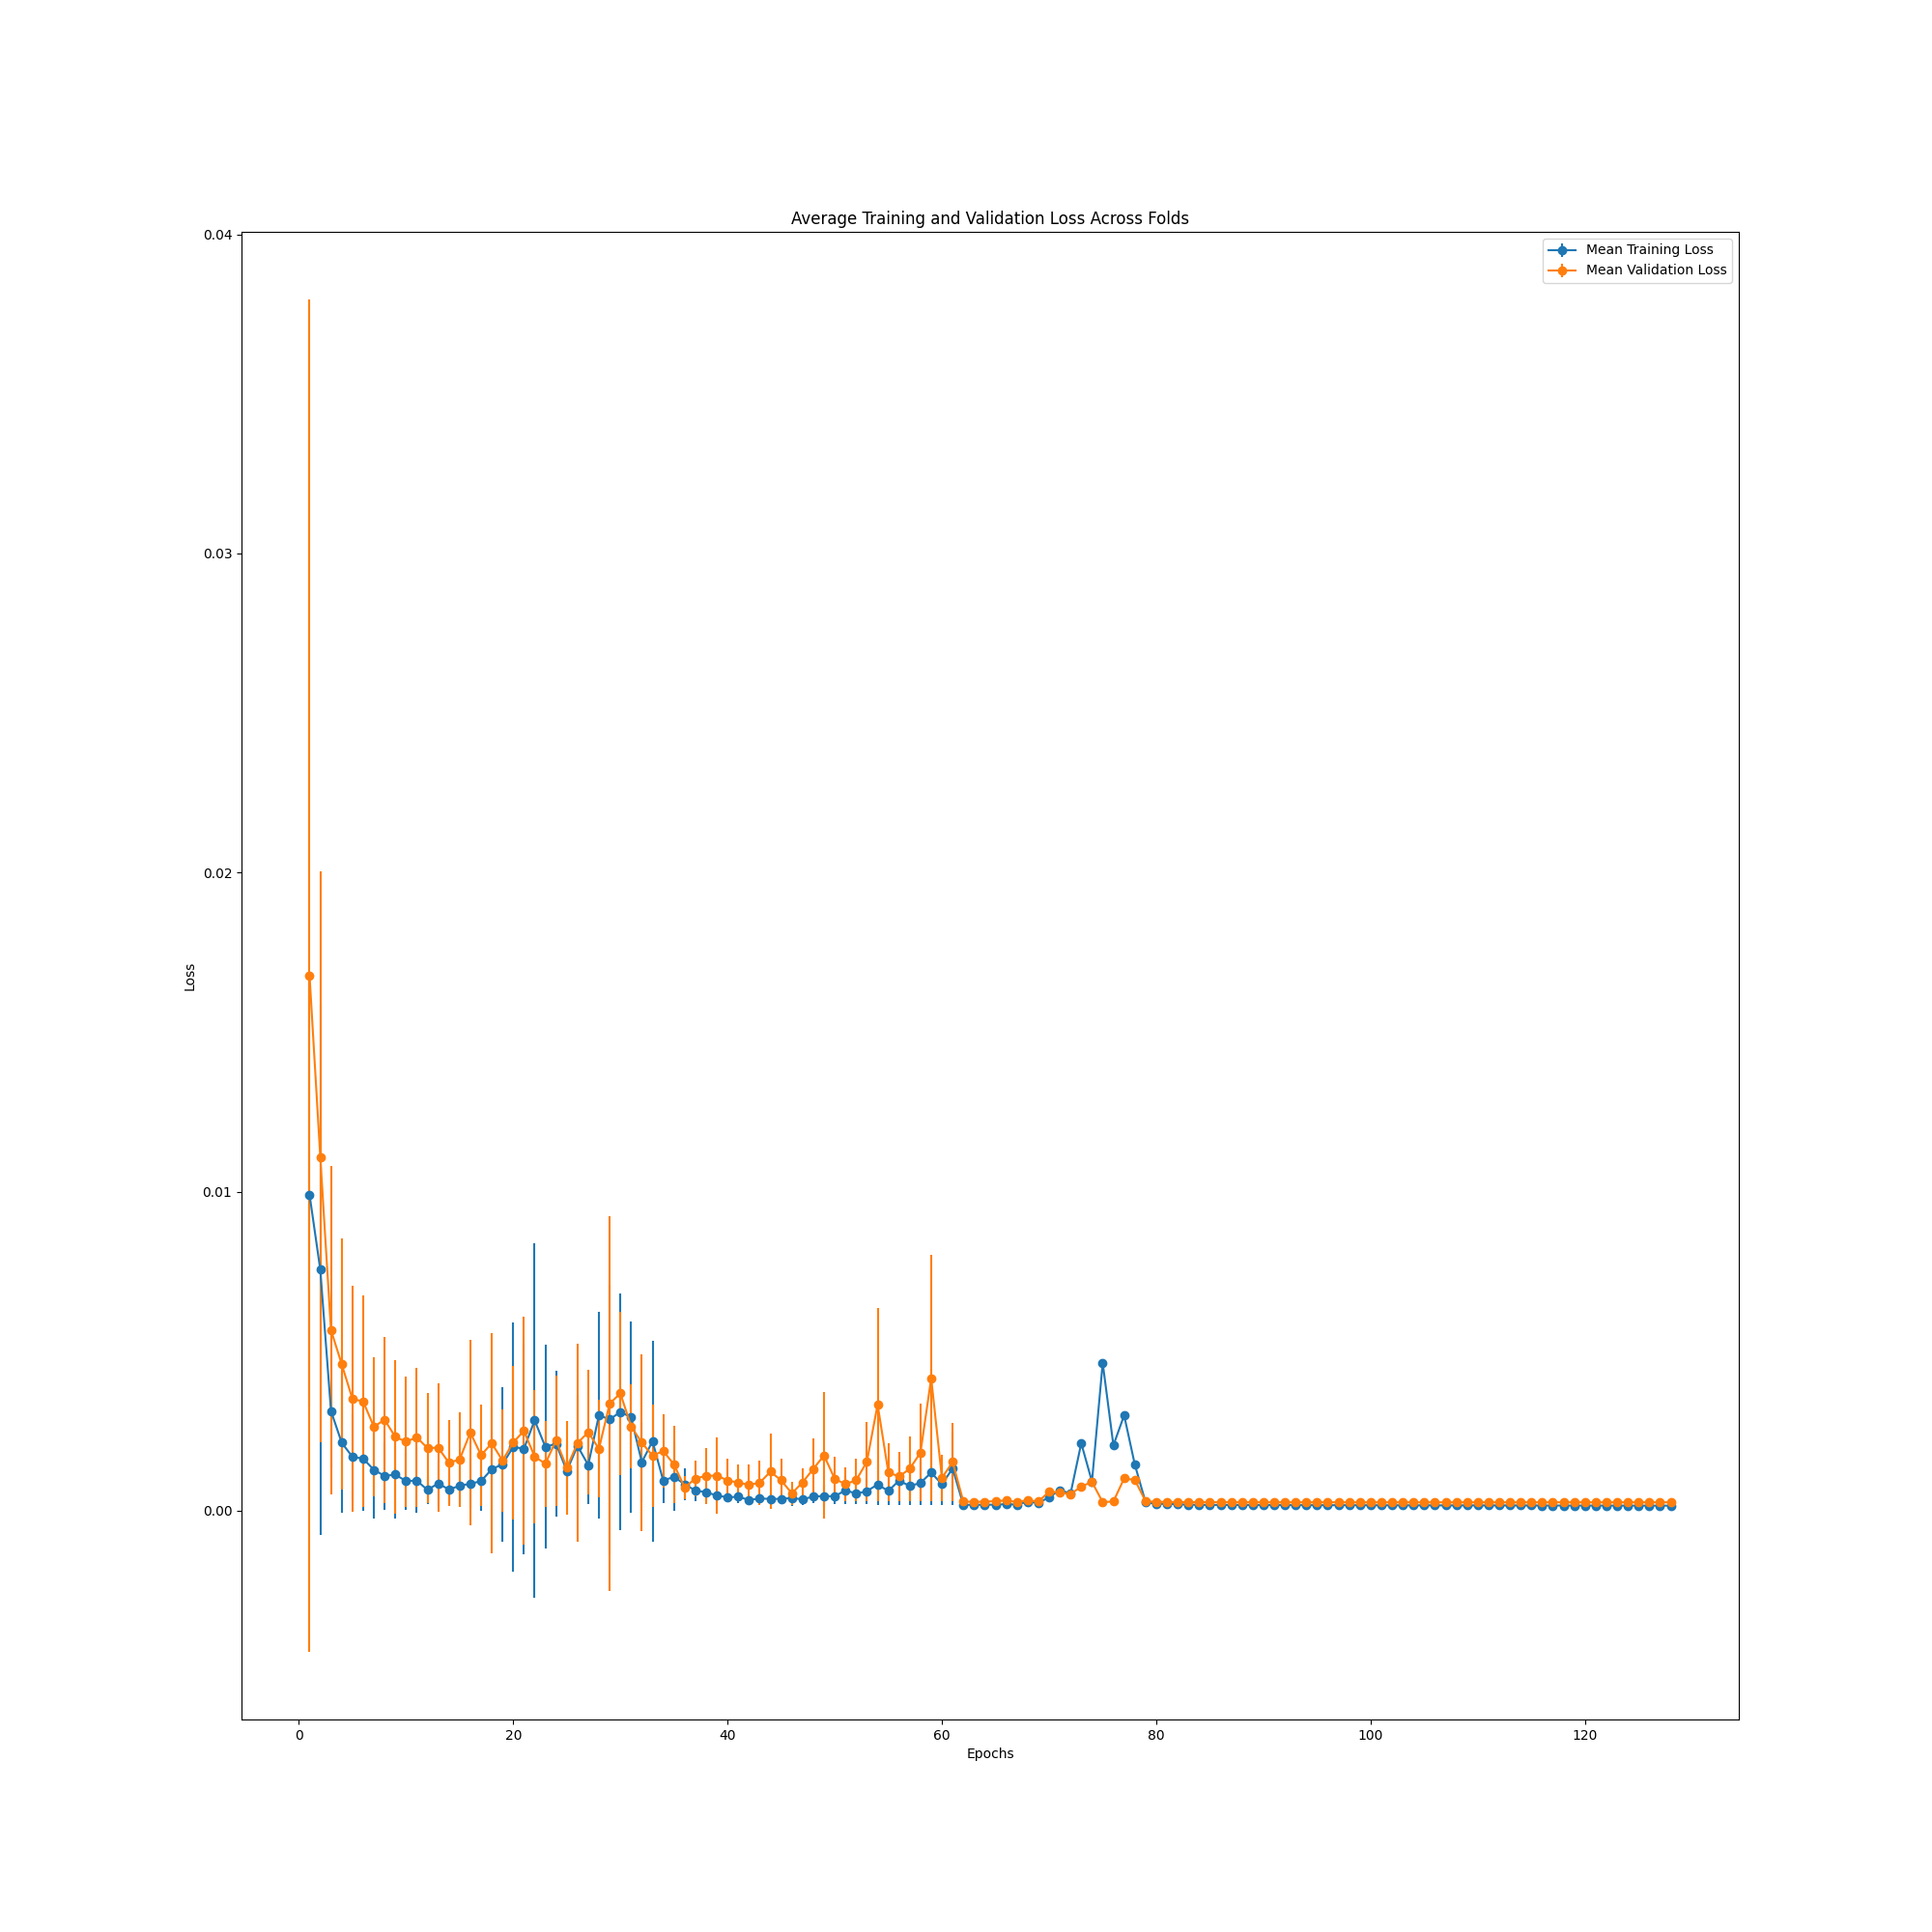 Average Training and Validation Loss Across Folds
Mean Training Loss
Mean Validation Loss
0.04
0.03
0.02
0.01
0.00
Loss
0 20 40 60 80 100 120
Epochs